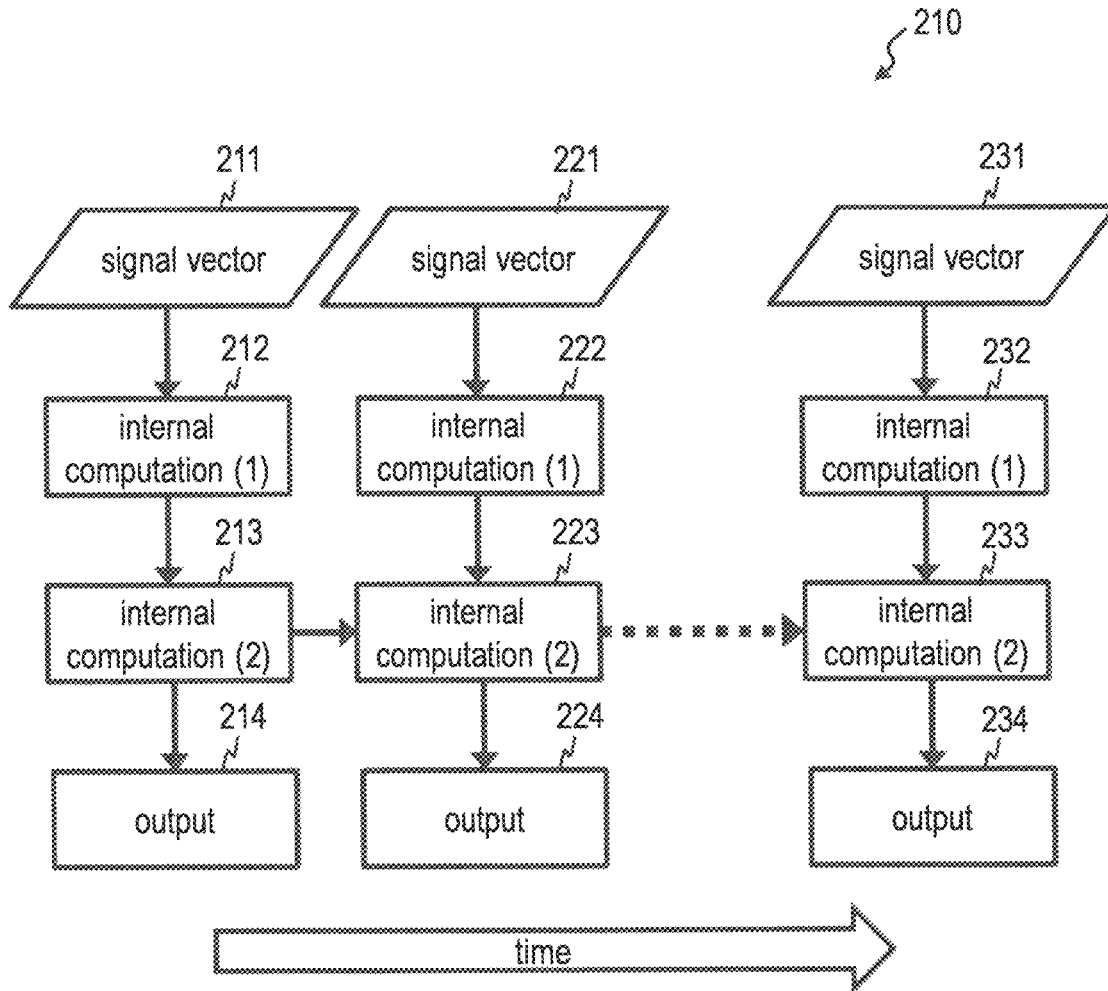 210
211 221 231
signal vector signal vector signal vector
212 222 232
internal internal internal
computation (1) computation (1) computation (1)
213 223 233
internal internal internal
computation (2) computation (2) computation (2)
214 224 234
output output output
time